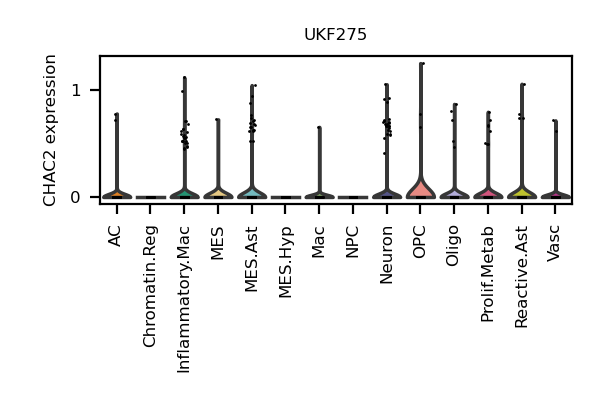 UKF275
CHAC2 expression
1
0
AC
Chromatin.Reg
Inflammatory.Mac
MES
MES.Ast
MES.Hyp
Mac
NPC
Neuron
OPC
Oligo
Prolif.Metab
Reactive.Ast
Vasc